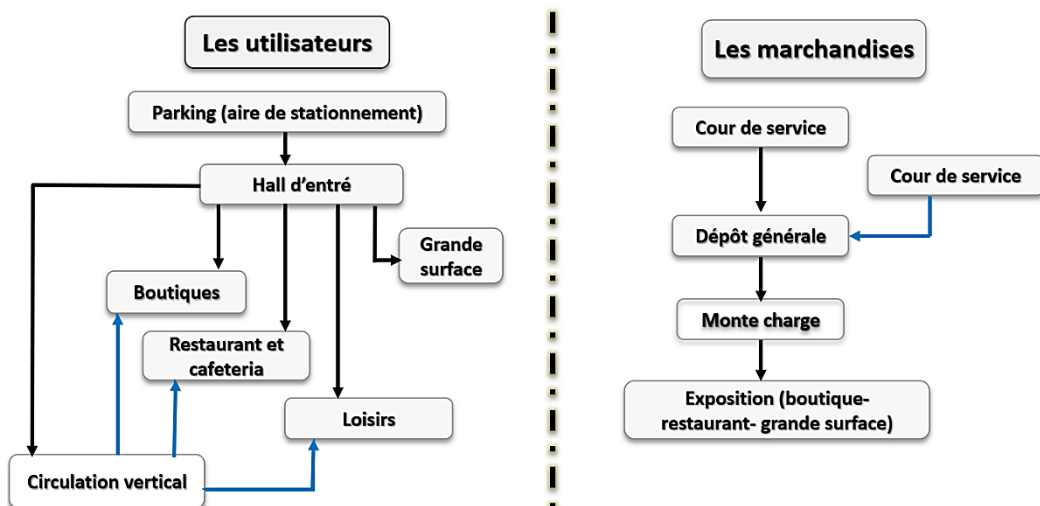 Les utilisateurs
Parking (aire de stationnement)
Hall d’entré
Grande
surface
Boutiques
Restaurant et
cafeteria
Loisirs
Circulation vertical
Les marchandises
Cour de service
Cour de service
Dépôt générale
Monte charge
Exposition (boutique-
restaurant- grande surface)